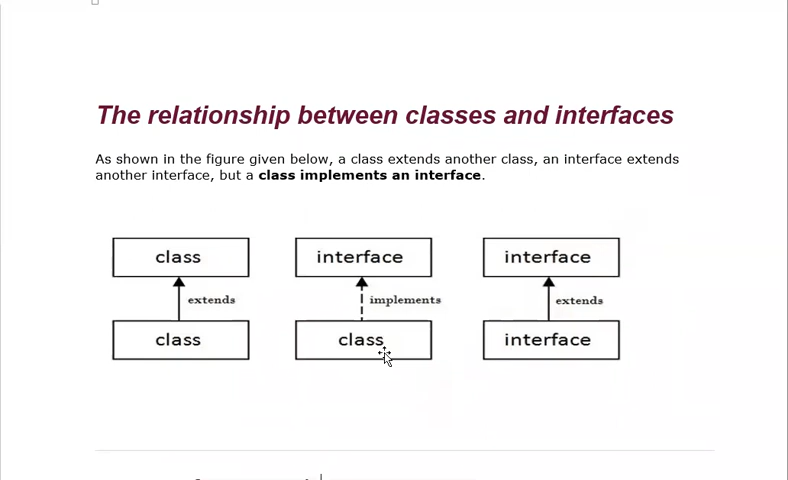 The relationship between classes and interfaces
As shown in the figure given below, a class extends another class, an interface extends
another interface, but a class implements an interface.
class
interface
interface
extends
implements
extends
class
class
interface